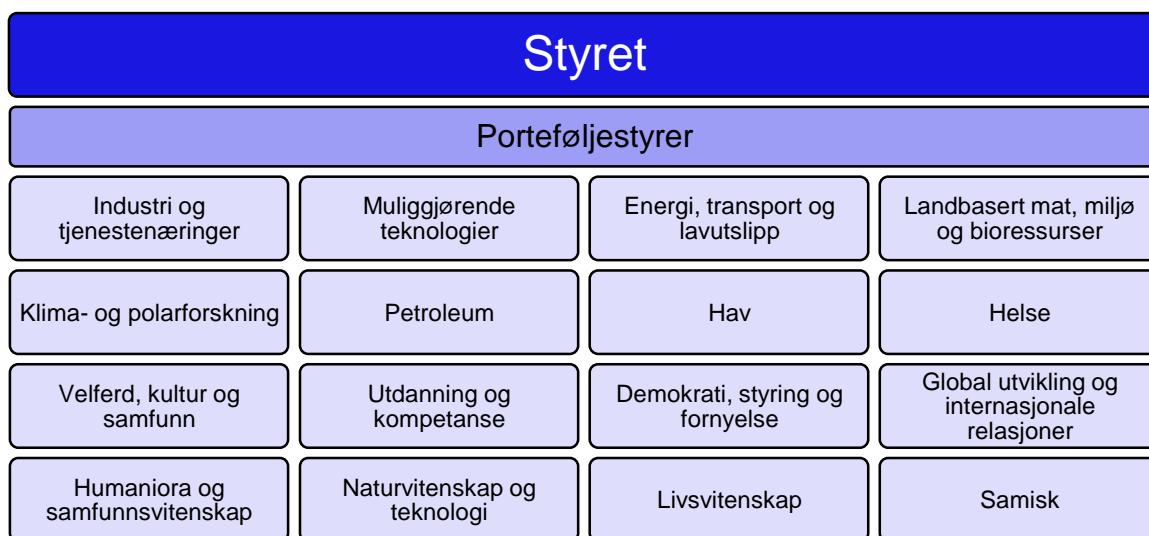 Styret
Porteføljestyrer
Industri og
tjenestenæringer
Muliggjørende
teknologier
Energi, transport og
lavutslipp
Landbasert mat, miljø
og bioressurser
Klima- og polarforskning
Petroleum
Hav
Helse
Velferd, kultur og
samfunn
Utdanning og
kompetanse
Demokrati, styring og
fornyelse
Global utvikling og
internasjonale
relasjoner
Humaniora og
samfunnsvitenskap
Naturvitenskap og
teknologi
Livsvitenskap
Samisk